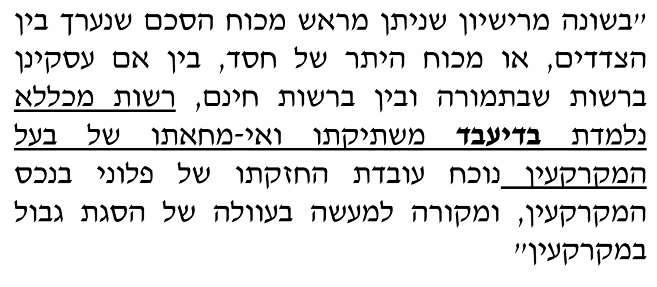 "בשונה מרישיון שניתן מראש מכוח הסכם שנערך בין
הצדדים, או מכוח היתר של חסד, בין אם עסקינן
ברשות שבתמורה ובין ברשות חינם, רשות מכללא
נלמדת בדיעבד משתיקתו ואי-מחאתו של בעל
המקרקעין נוכח עובדת החזקתו של פלוני בנכס
המקרקעין, ומקורה למעשה בעוולה של הסגת גבול
במקרקעין"